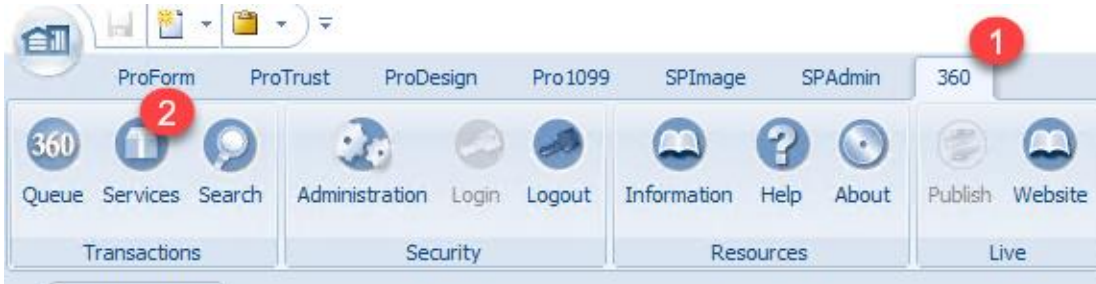 1
ProForm ProTrust ProDesign Pro1099 SPImage SPAdmin 360
2
360
Queue Services Search Administration Login Logout Information Help About Publish Website
Transactions Security Resources Live